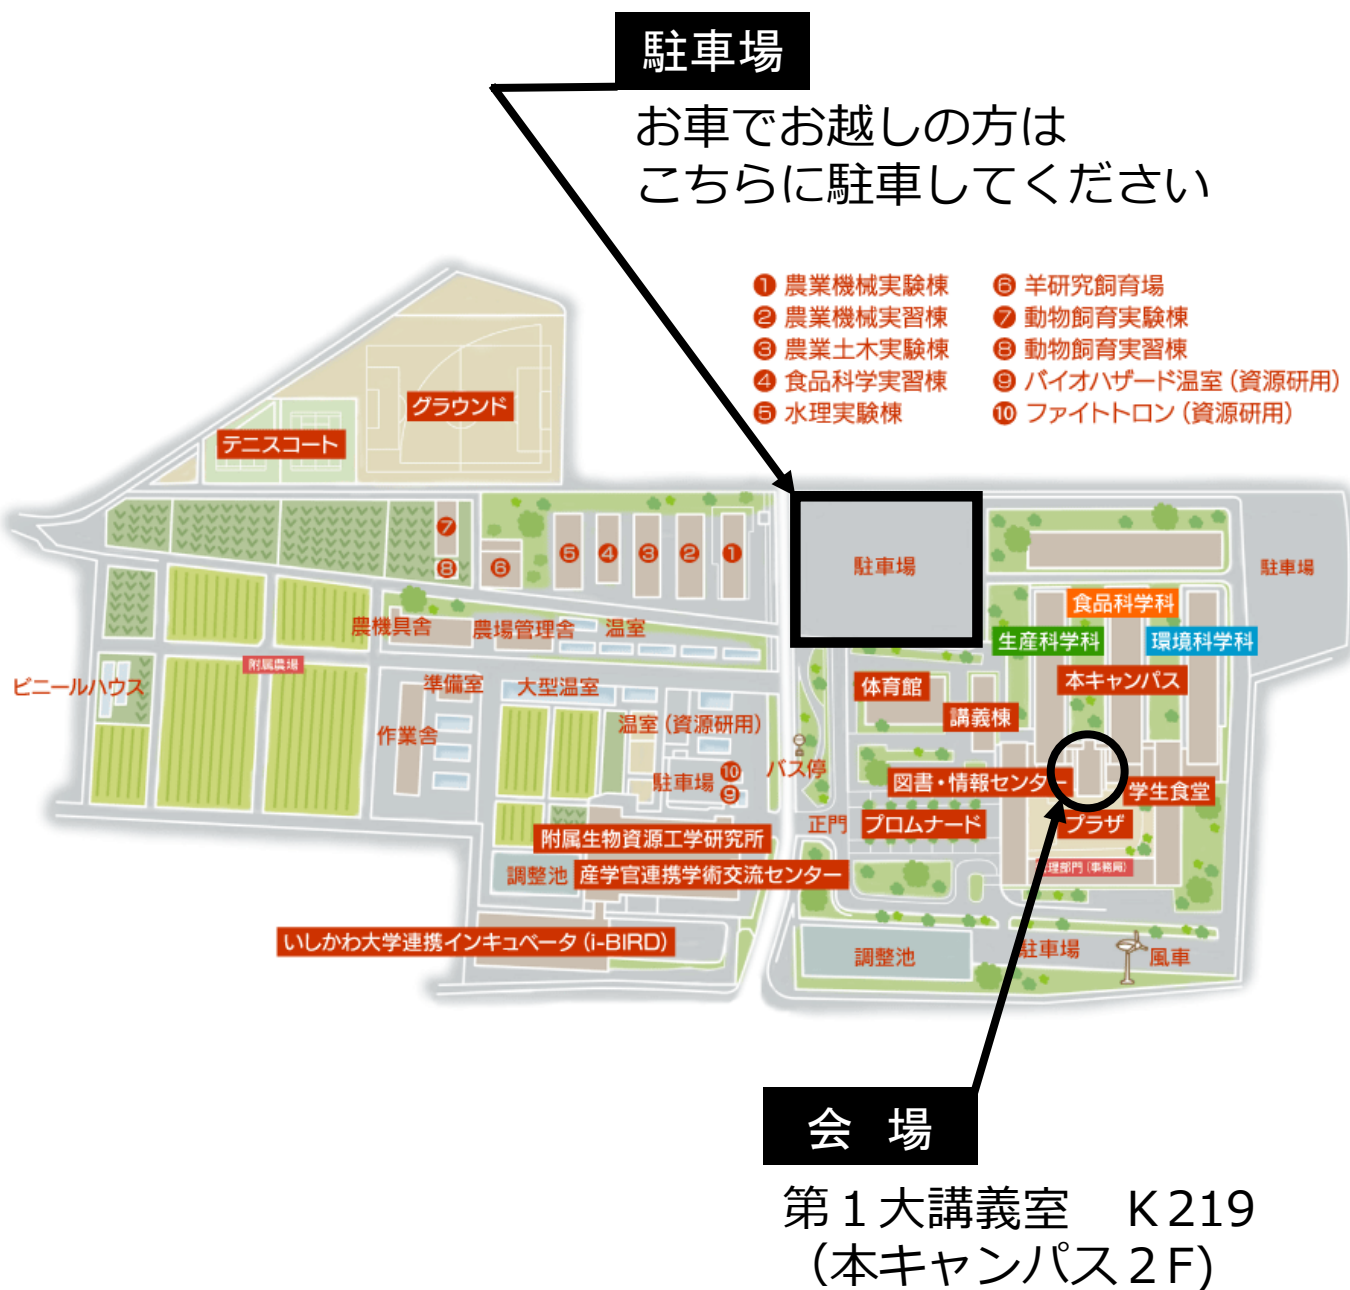 駐車場
お車でお越しの方は
こちらに駐車してください
❶ 農業機械実験棟
❷ 農業機械実習棟
❸ 農業土木実験棟
❹ 食品科学実習棟
❺ 水理実験棟
❻ 羊研究飼育場
❼ 動物飼育実験棟
❽ 動物飼育実習棟
❾ バイオハザード温室(資源研用)
❿ ファイトトロン(資源研用)
グラウンド
テニスコート
❼
❽
❻
❺
❹
❸
❷
❶
駐車場
駐車場
食品科学科
生産科学科
環境科学科
農機具舎
農場管理舎
温室
附属農場
ビニールハウス
準備室
大型温室
体育館
本キャンパス
講義棟
作業舎
温室(資源研用)
駐車場
❿
❾
バス停
図書・情報センター
学生食堂
正門
プロムナード
プラザ
附属生物資源工学研究所
調整池
産学官連携学術交流センター
理部門(事務局)
いしかわ大学連携インキュベータ(i-BIRD)
調整池
駐車場
風車
会 場
第1大講義室 K219
(本キャンパス2F)